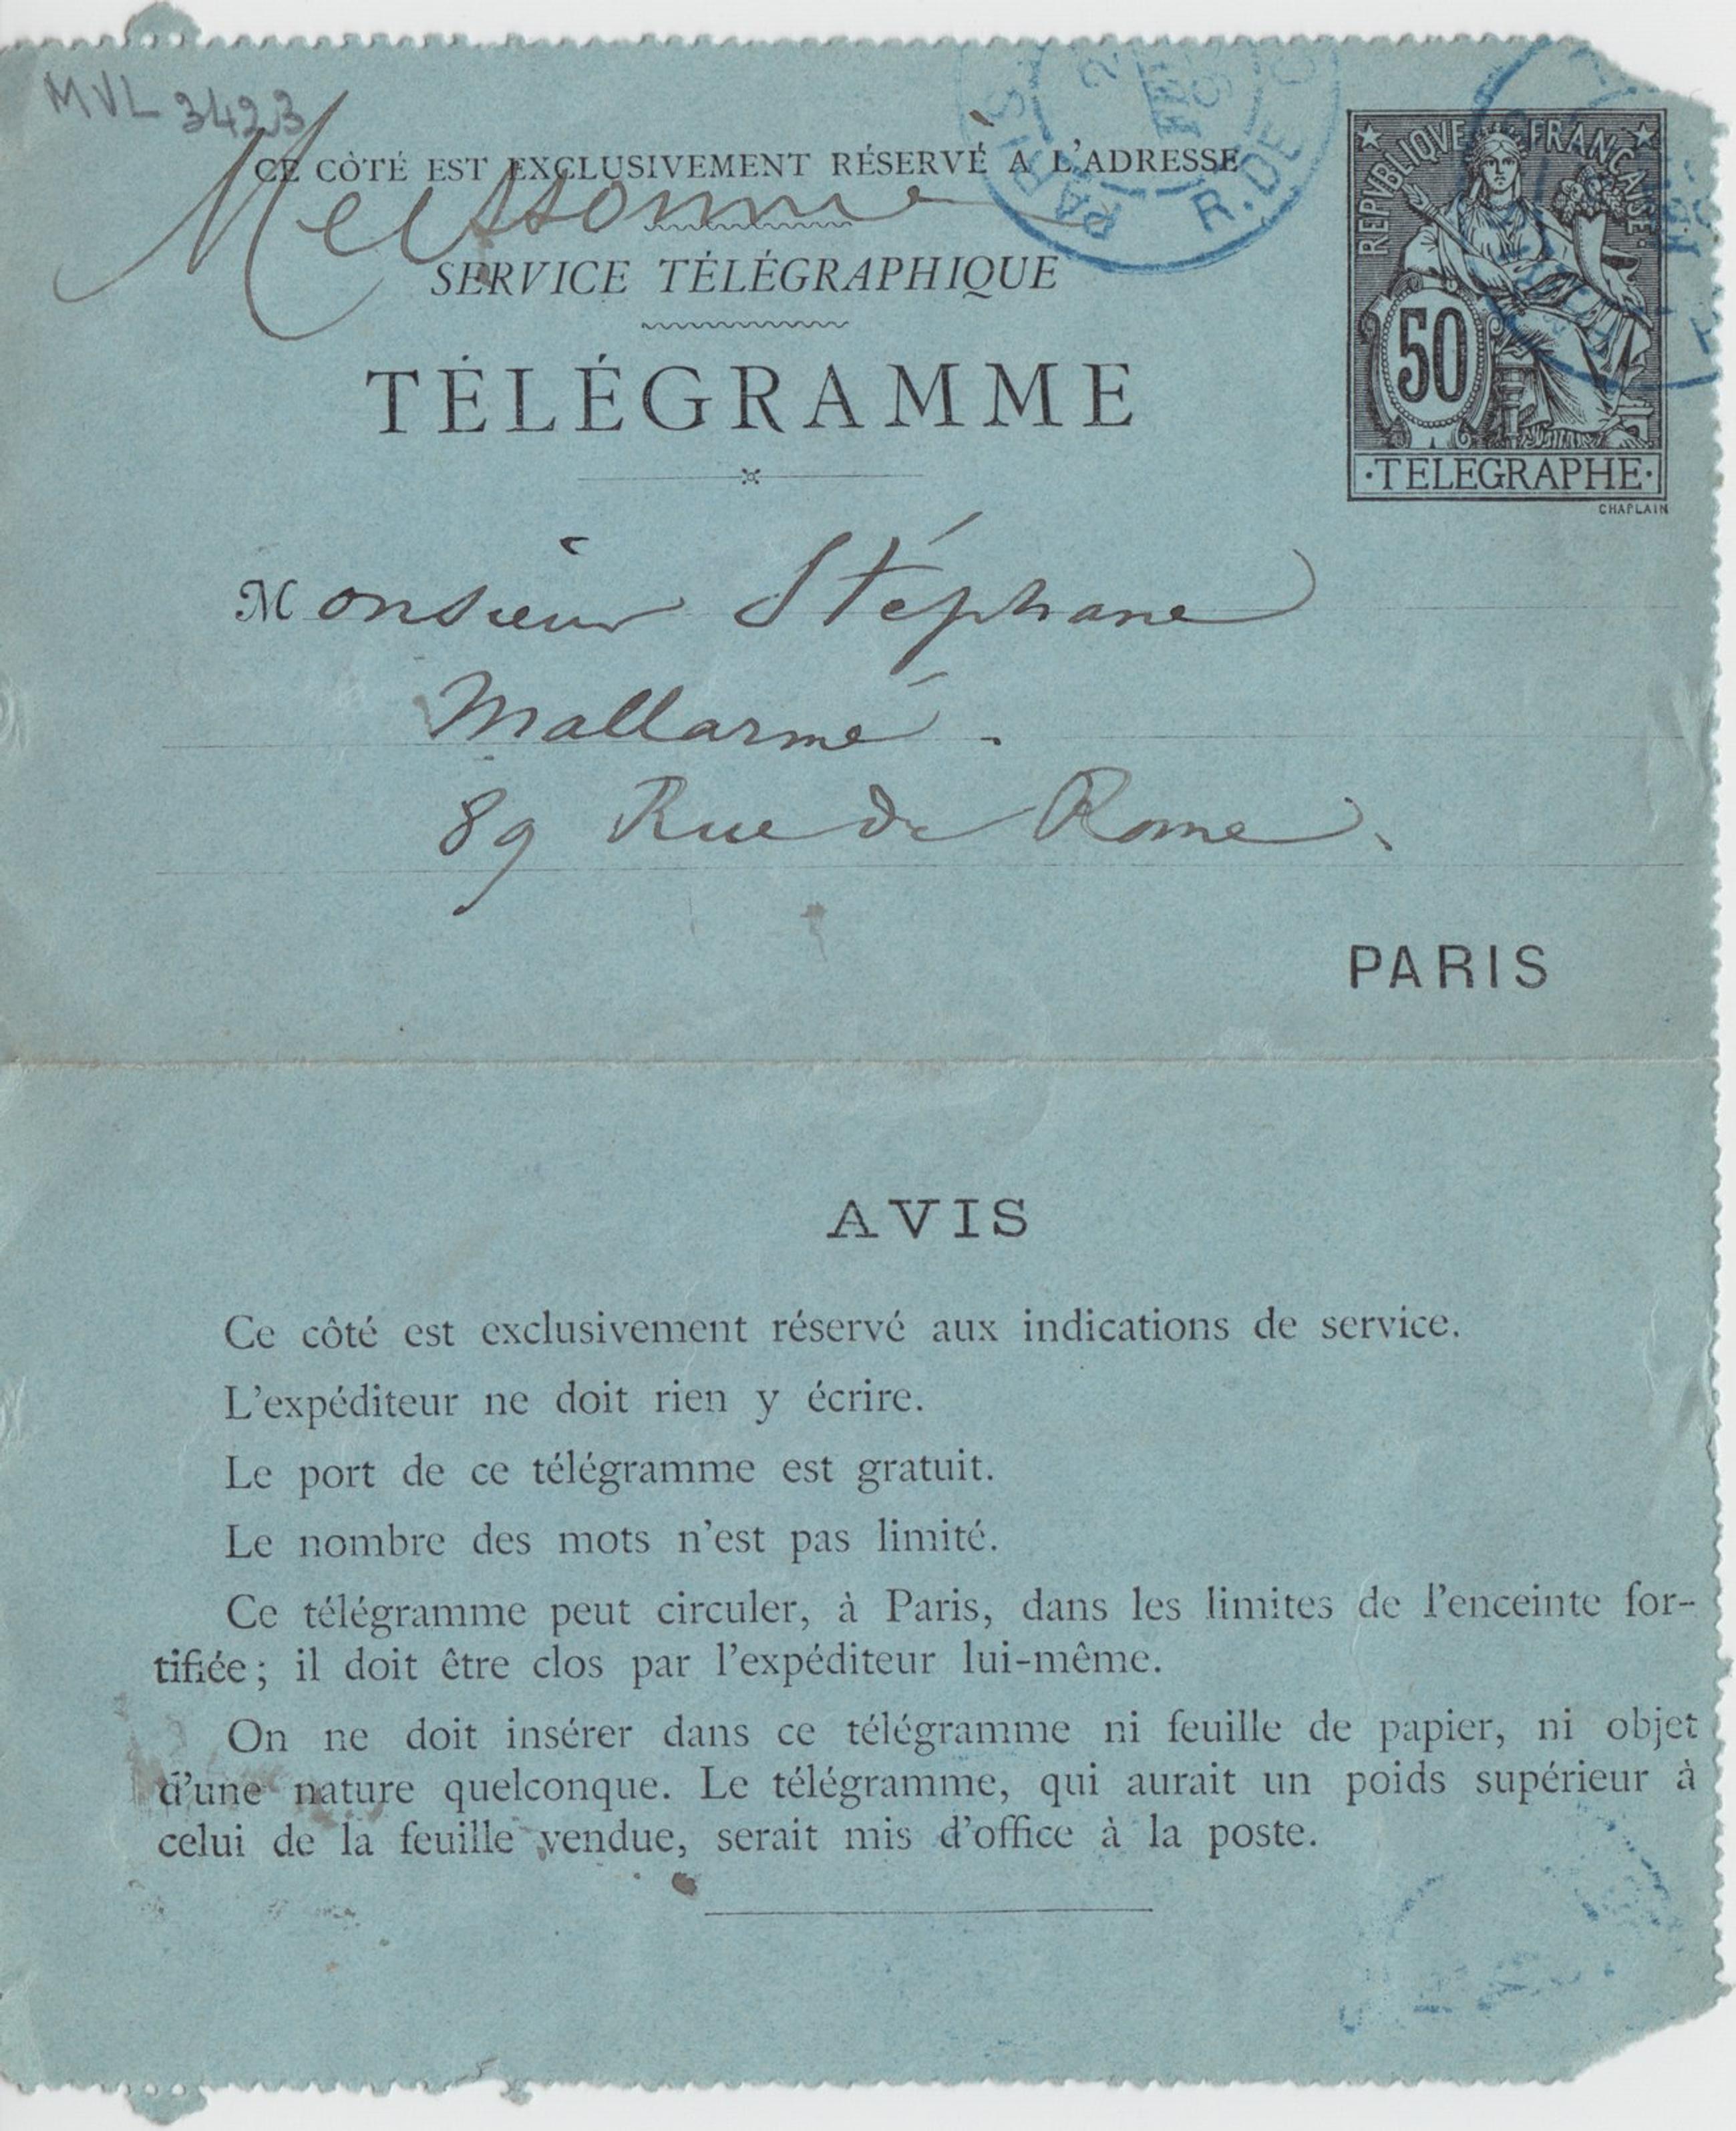 MVL 3423
CE CÔTÉ EST EXCLUSIVEMENT RÉSERVÉ A L'ADRESSE
Meissonnier
SERVICE TÉLÉGRAPHIQUE
TÉLÉGRAMME
REPVBLIQVE FRANÇAISE
50
·TELEGRAPHE·
CHAPLAIN
PARIS
R. DE
Monsieur Stéphane
Mallarmé.
89 Rue de Rome.
PARIS
AVIS
Ce côté est exclusivement réservé aux indications de service.
L'expéditeur ne doit rien y écrire.
Le port de ce télégramme est gratuit.
Le nombre des mots n'est pas limité.
Ce télégramme peut circuler, à Paris, dans les limites de l'enceinte for-
tifiée; il doit être clos par l'expéditeur lui-même.
On ne doit insérer dans ce télégramme ni feuille de papier, ni objet
d'une nature quelconque. Le télégramme, qui aurait un poids supérieur à
celui de la feuille vendue, serait mis d'office à la poste.